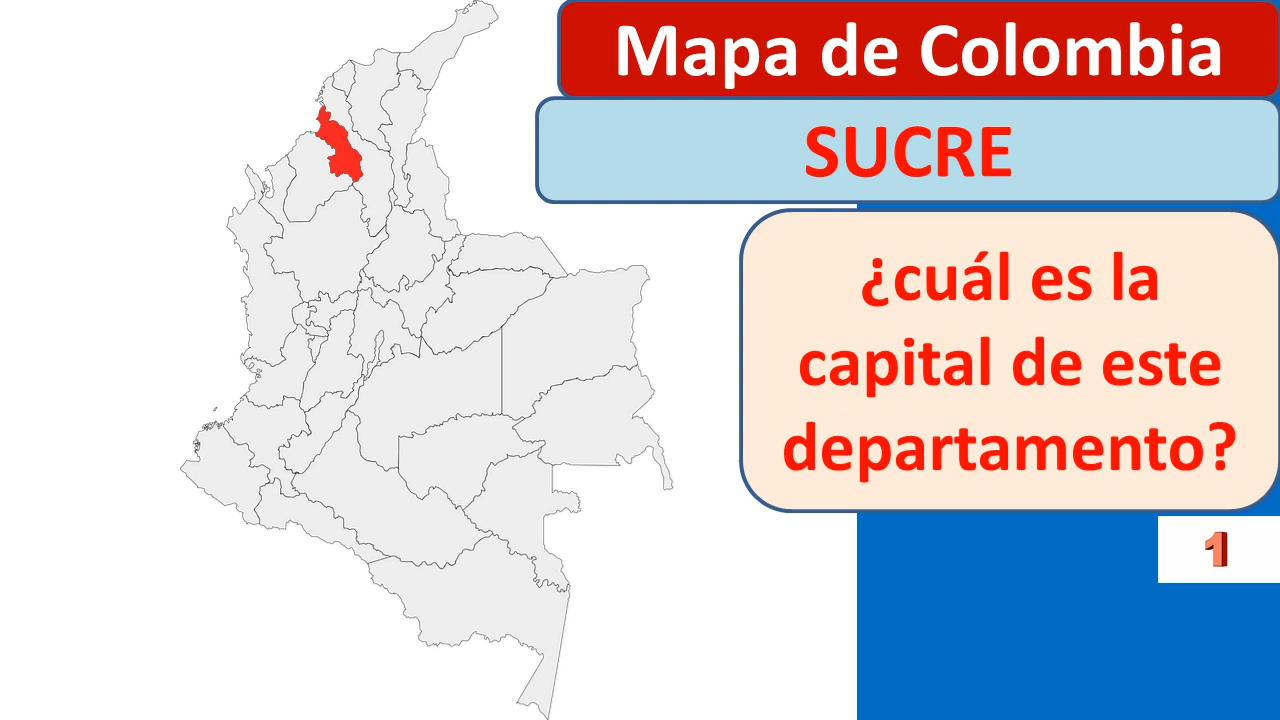 Mapa de Colombia
SUCRE
¿cuál es la
capital de este
departamento?
1